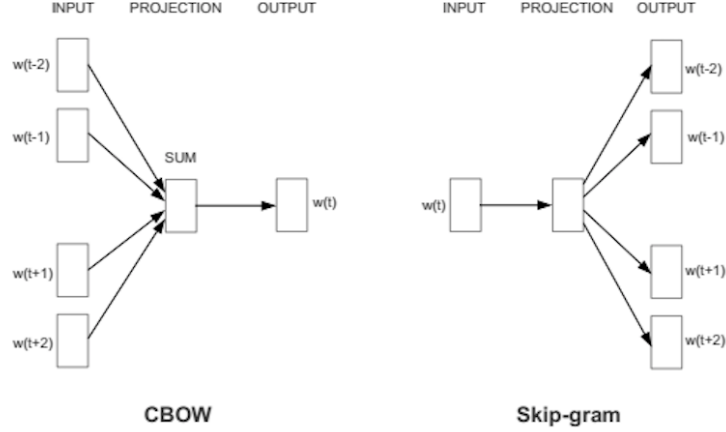 INPUT PROJECTION OUTPUT
w(t-2)
w(t-1)
SUM
w(t)
w(t+1)
w(t+2)
CBOW
INPUT PROJECTION OUTPUT
w(t-2)
w(t-1)
w(t)
w(t+1)
w(t+2)
Skip-gram